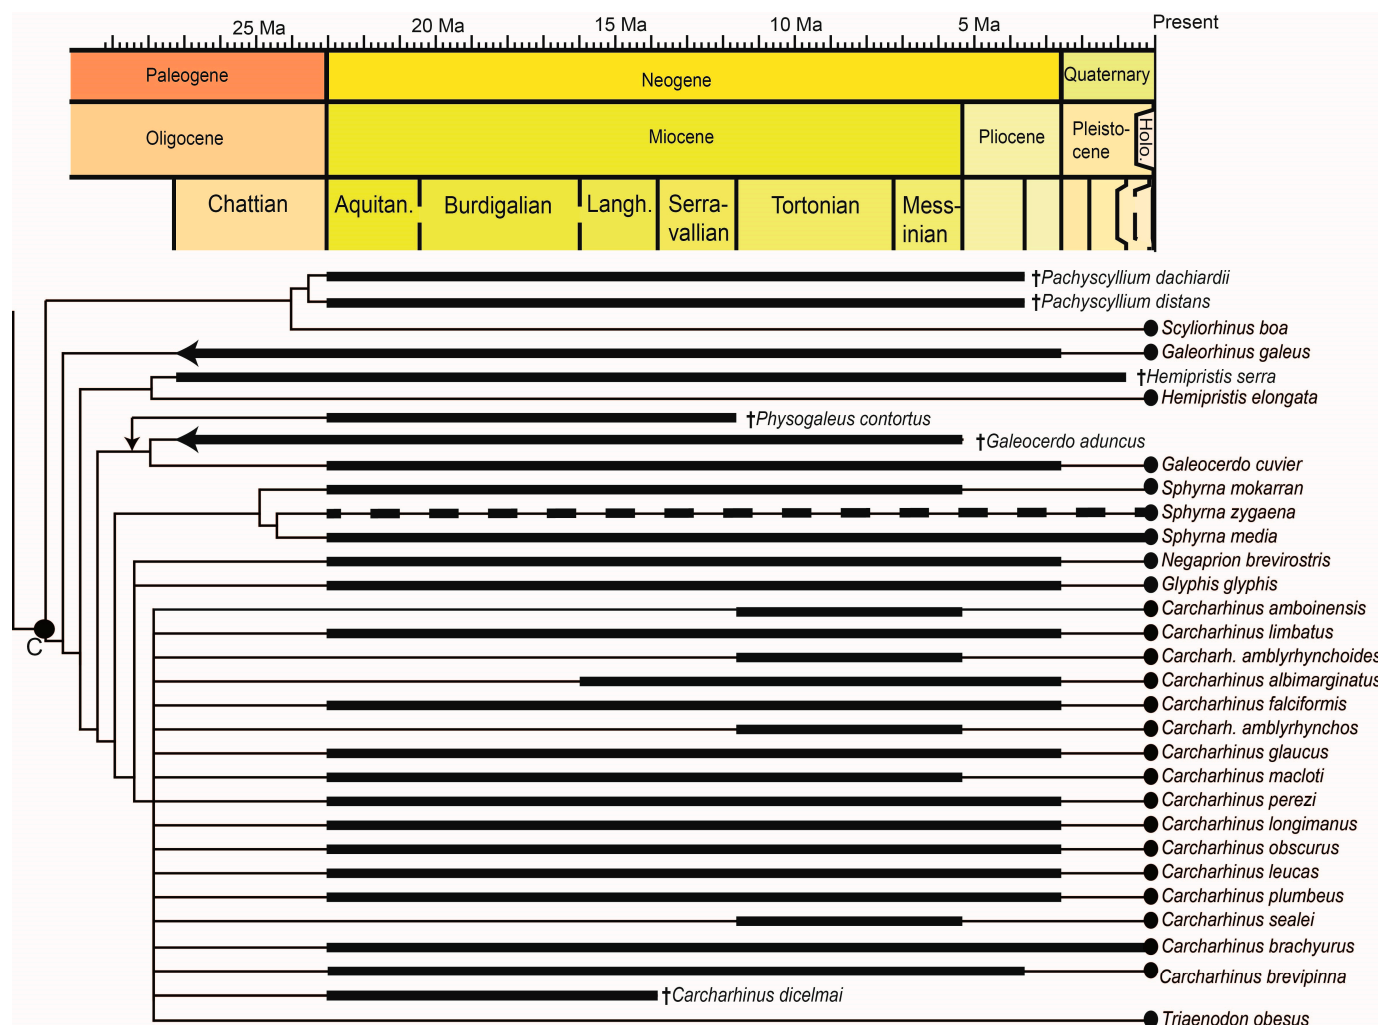 25 Ma 20 Ma 15 Ma 10 Ma 5 Ma Present
Paleogene Neogene Quaternary
Oligocene Miocene Pliocene Pleisto-
cene Holo.
Chattian Aquitan. Burdigalian Langh. Serra-
vallian Tortonian Mess-
inian
†Pachyscyllium dachiardii
†Pachyscyllium distans
Scyliorhinus boa
Galeorhinus galeus
†Hemipristis serra
Hemipristis elongata
†Physogaleus contortus
†Galeocerdo aduncus
Galeocerdo cuvier
Sphyrna mokarran
Sphyrna zygaena
Sphyrna media
Negaprion brevirostris
Glyphis glyphis
Carcharhinus amboinensis
C
Carcharhinus limbatus
Carcharh. amblyrhynchoides
Carcharhinus albimarginatus
Carcharhinus falciformis
Carcharh. amblyrhynchos
Carcharhinus glaucus
Carcharhinus macloti
Carcharhinus perezi
Carcharhinus longimanus
Carcharhinus obscurus
Carcharhinus leucas
Carcharhinus plumbeus
Carcharhinus sealei
Carcharhinus brachyurus
Carcharhinus brevipinna
†Carcharhinus dicelmai
Triaenodon obesus